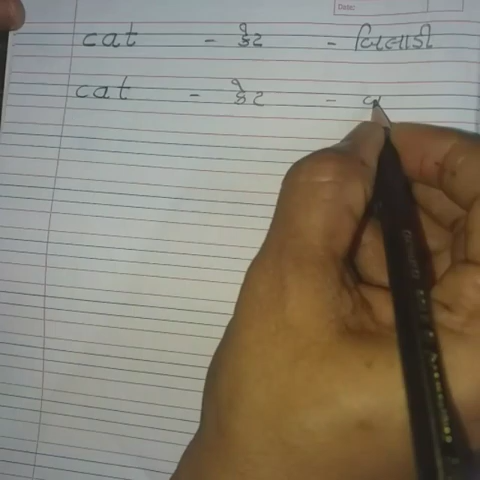 Date:
cat - કેટ - બિલાડી
cat - કેટ -